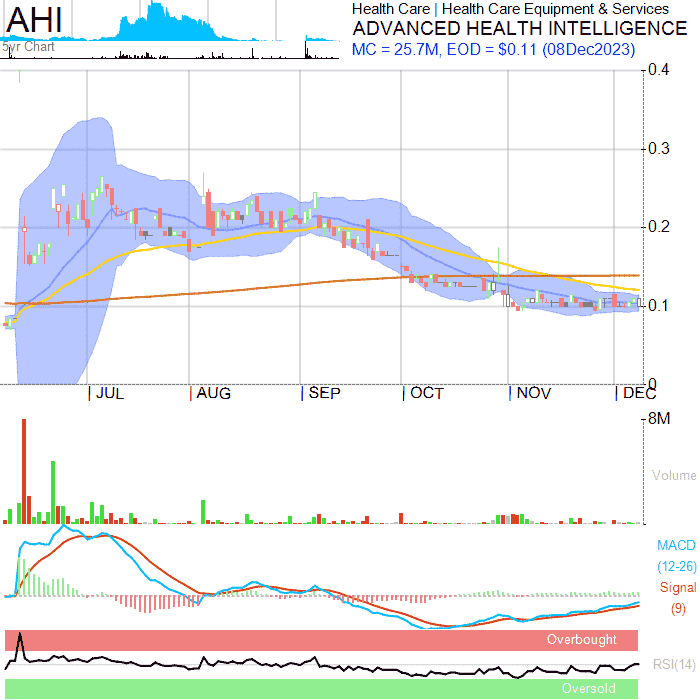 AHI
Health Care | Health Care Equipment & Services
ADVANCED HEALTH INTELLIGENCE
5yr Chart
MC = 25.7M, EOD = $0.11 (08Dec2023)
0.4
0.3
0.2
0.1
0
JUL AUG SEP OCT NOV DEC
8M
Volume
MACD
(12-26)
Signal
(9)
Overbought
RSI(14)
Oversold